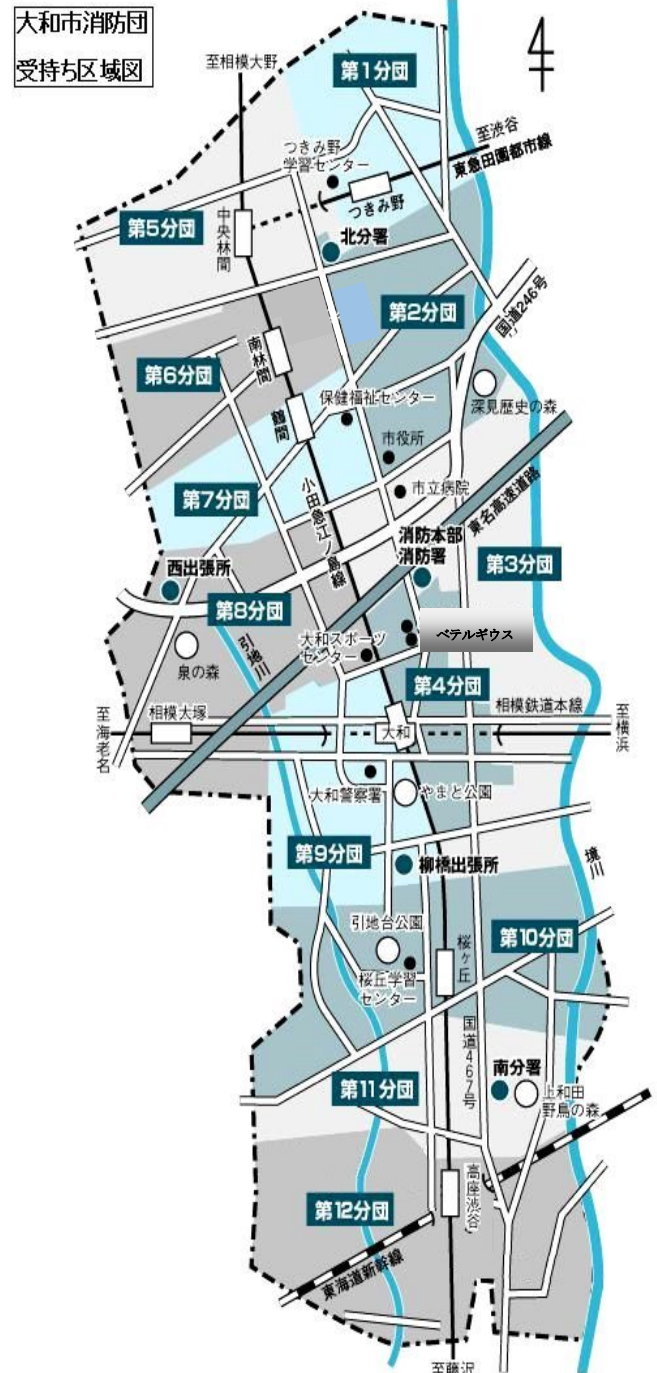 大和市消防団
受持ち区域図
至相模大野
第1分団
至渋谷
東急田園都市線
つきみ野
学習センター
つきみ野
第5分団
中央林間
北分署
第2分団
国道246号
南林間
第6分団
深見歴史の森
保健福祉センター
鶴間
市役所
東名高速道路
第7分団
市立病院
小田急江ノ島線
消防本部
消防署
第3分団
西出張所
第8分団
引地川
泉の森
大和スポーツ
センター
ベテルギウス
第4分団
至海老名
相模大塚
相模鉄道本線
大和
至横浜
大和警察署
やまと公園
第9分団
柳橋出張所
境川
引地台公園
桜ヶ丘
第10分団
桜丘学習
センター
国道467号
南分署
第11分団
上和田
野鳥の森
高座渋谷
第12分団
東海道新幹線
至藤沢